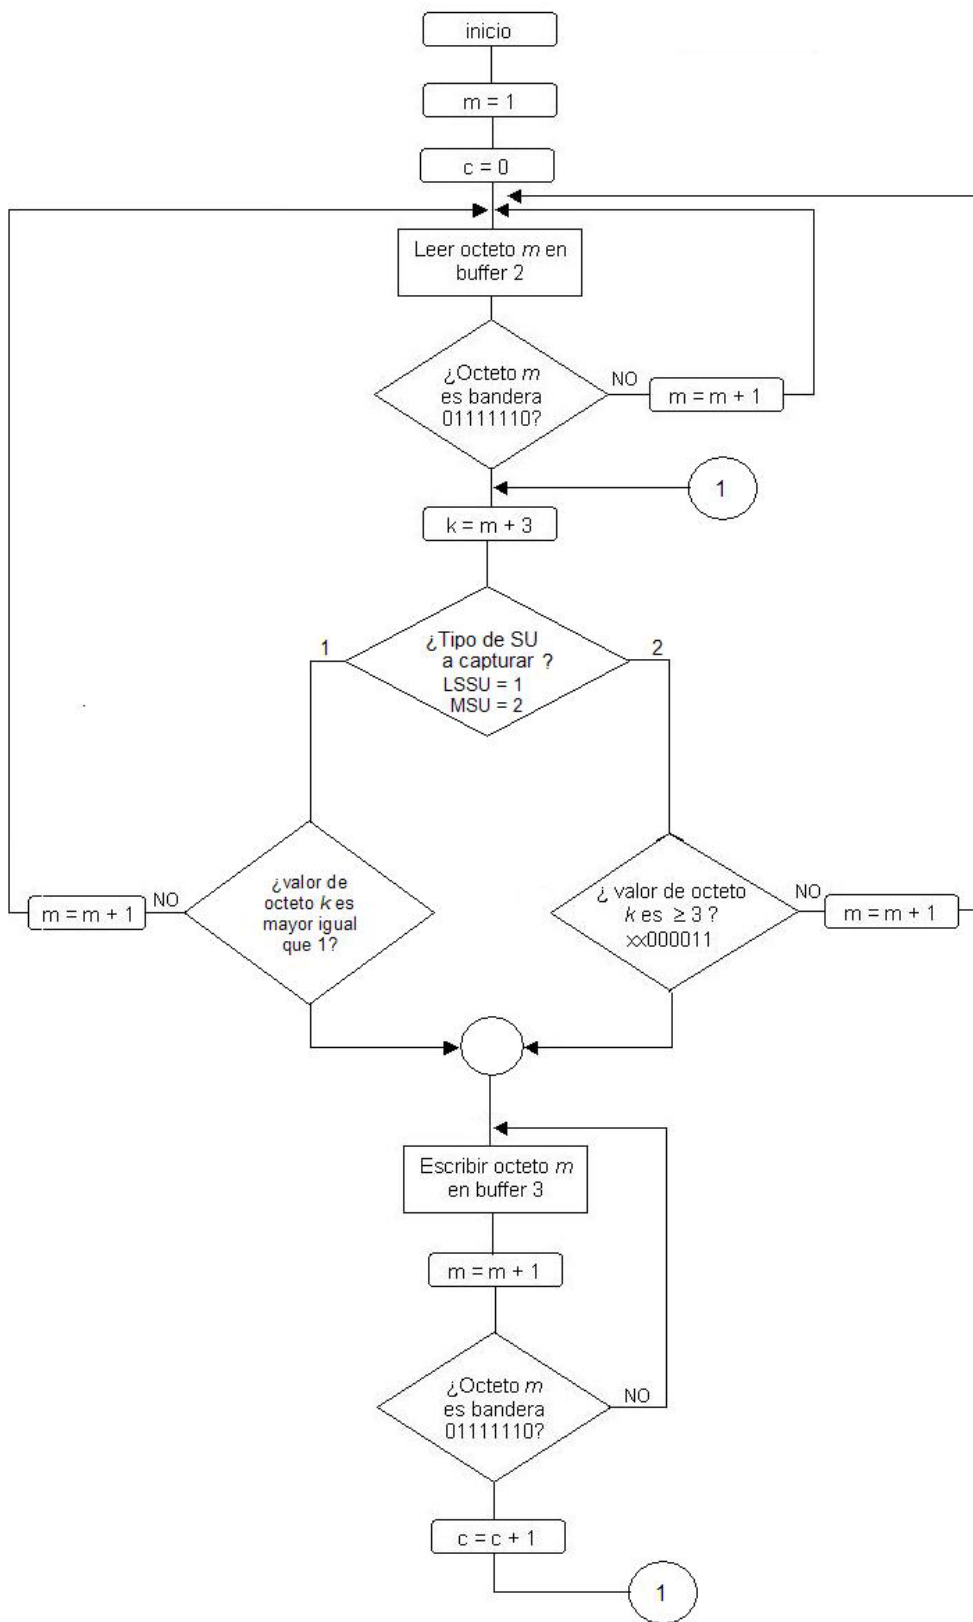 inicio
m = 1
c = 0
Leer octeto m en
buffer 2
¿Octeto m
es bandera
01111110?
NO
m = m + 1
1
k = m + 3
¿Tipo de SU
a capturar ?
LSSU = 1
MSU = 2
1
2
¿valor de
octeto k es
mayor igual
que 1?
NO
m = m + 1
¿ valor de octeto
k es ≥ 3 ?
xx000011
NO
m = m + 1
Escribir octeto m
en buffer 3
m = m + 1
¿Octeto m
es bandera
01111110?
NO
c = c + 1
1